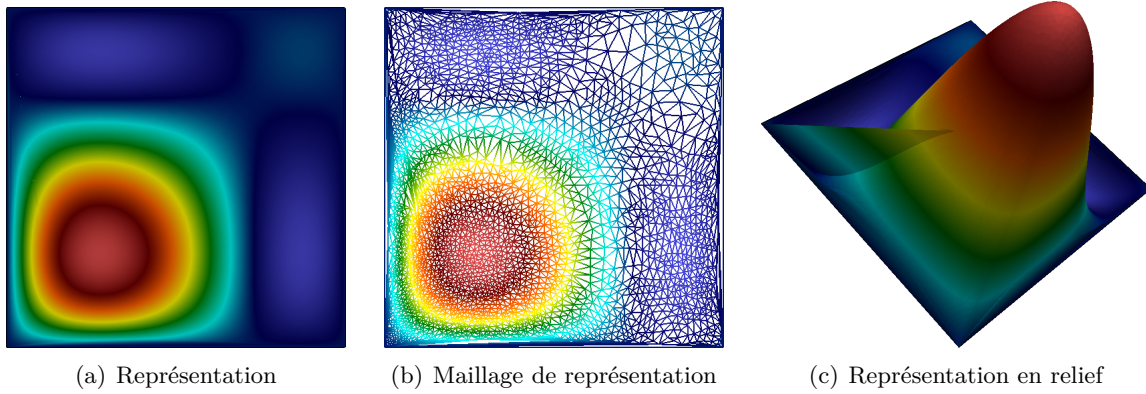 (a) Représentation
(b) Maillage de représentation
(c) Représentation en relief